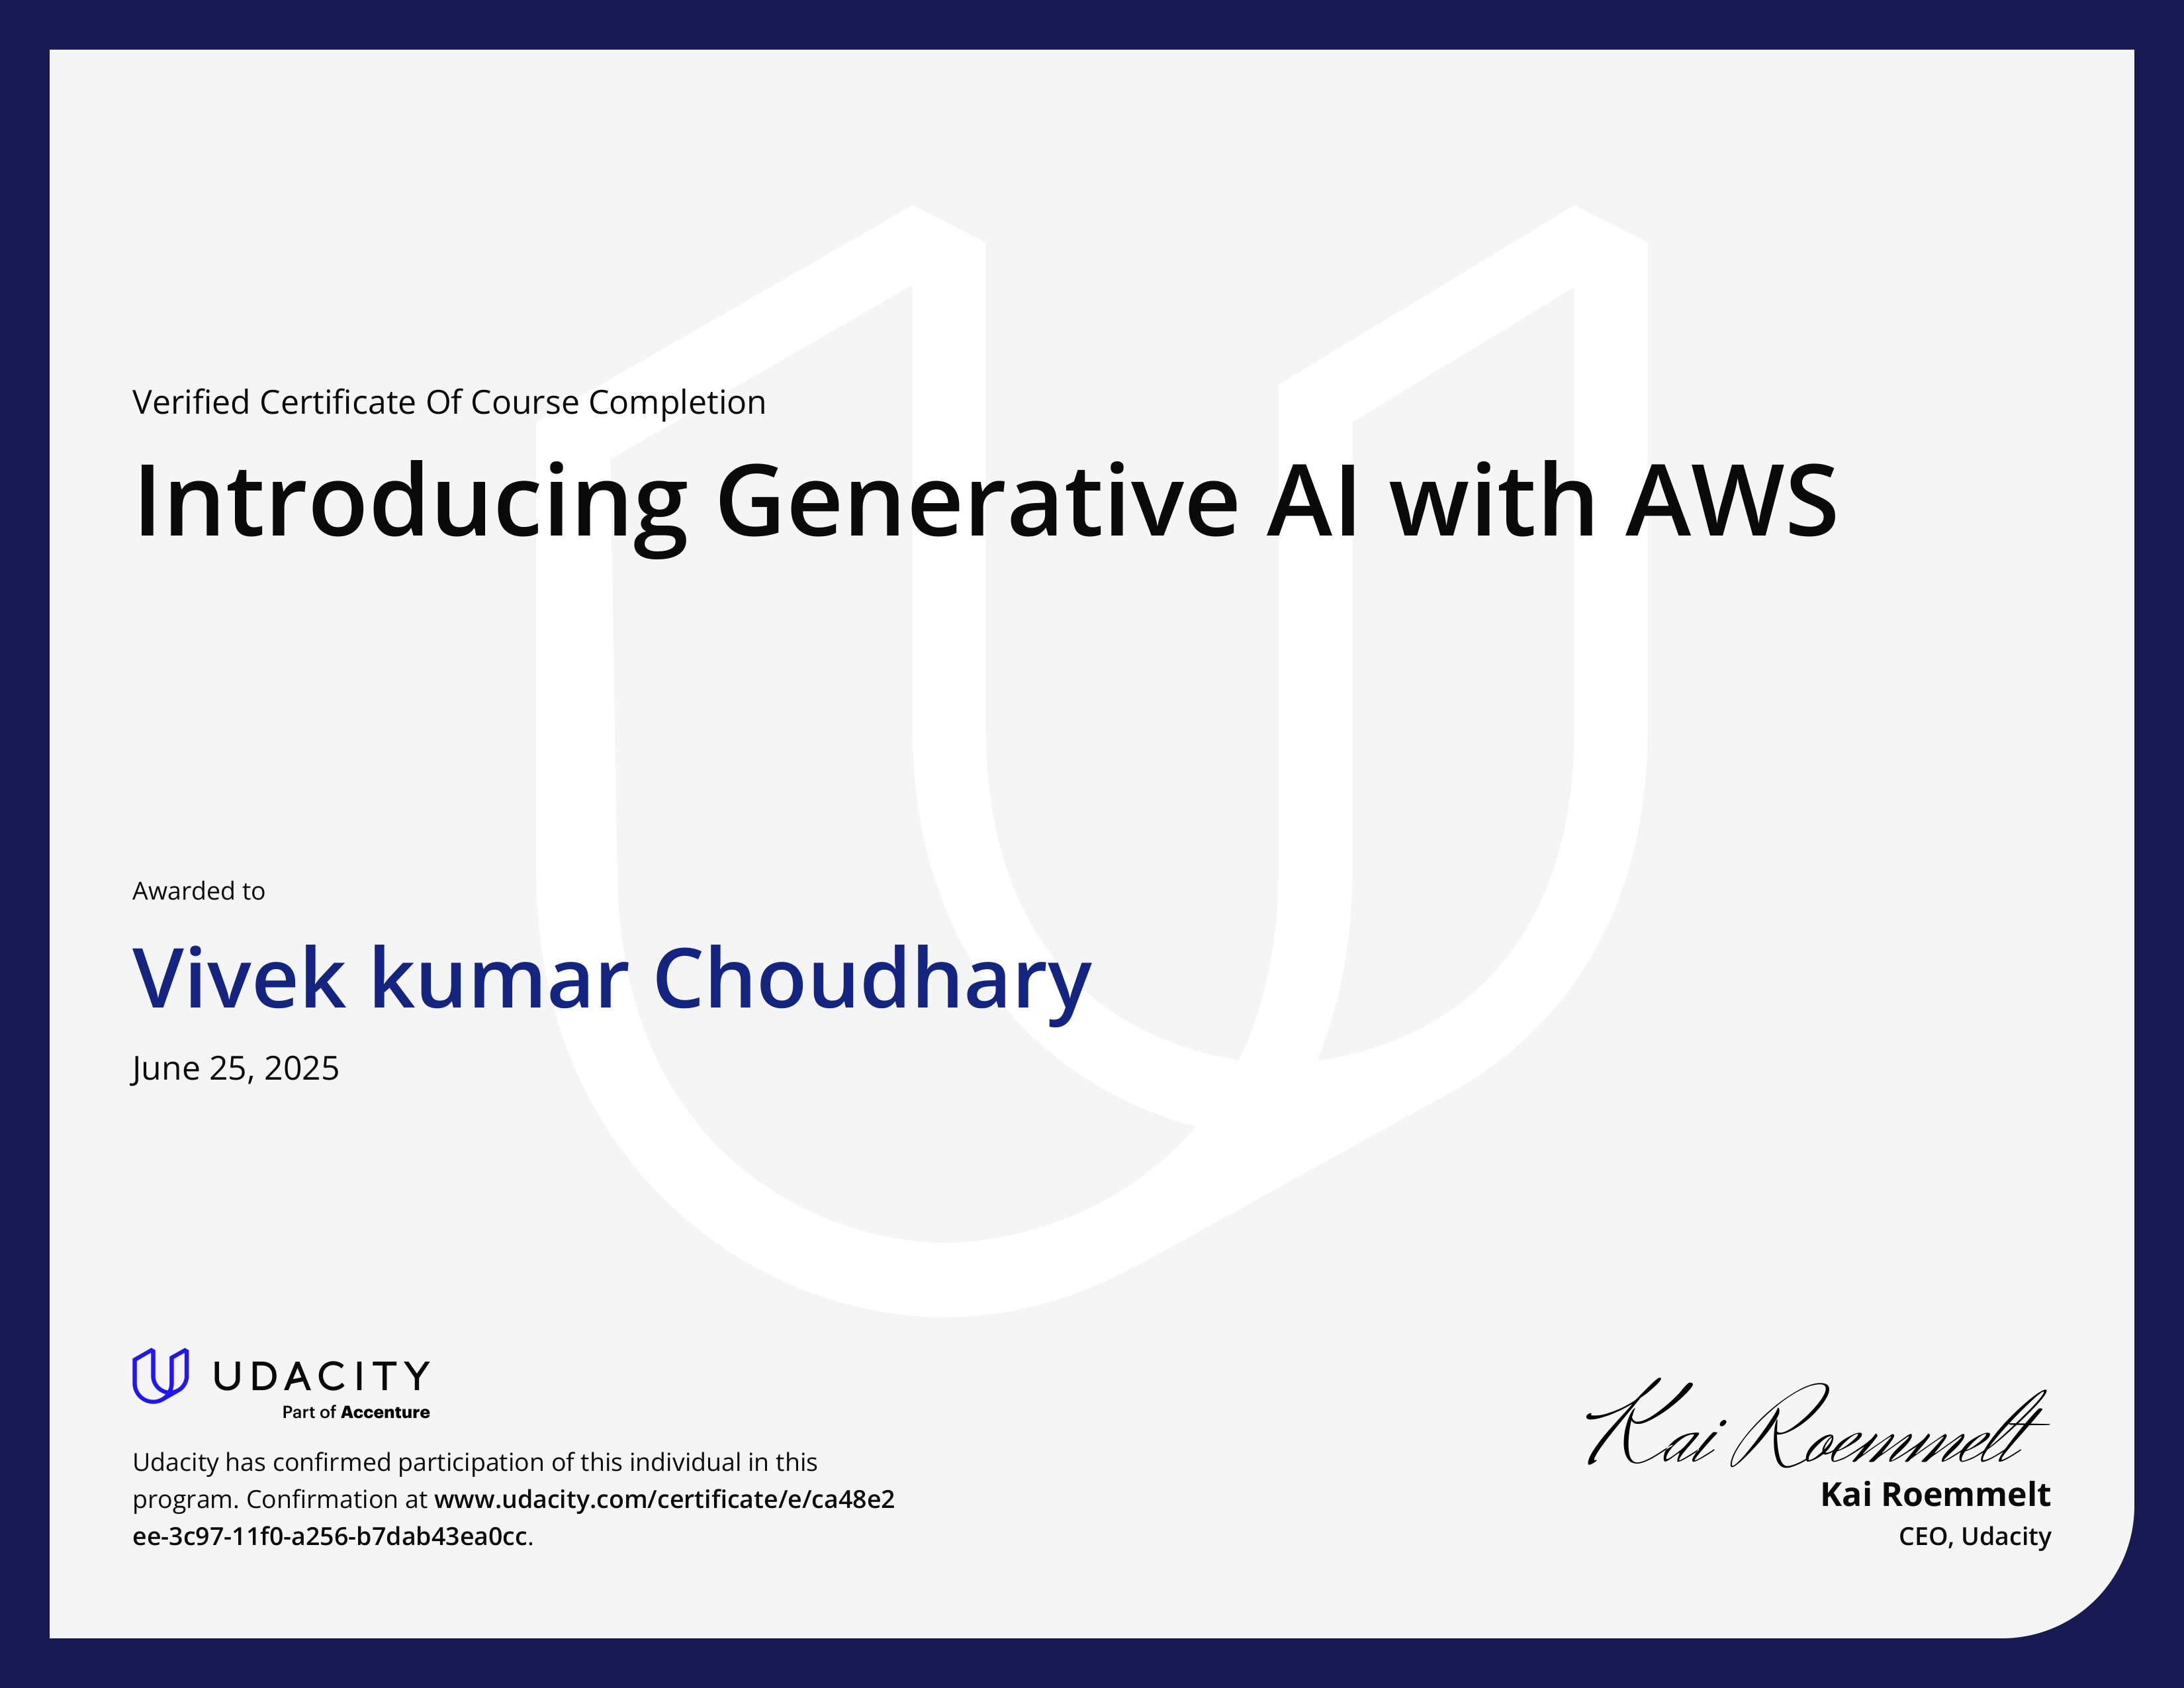 Verified Certificate Of Course Completion
Introducing Generative AI with AWS
Awarded to
Vivek kumar Choudhary
June 25, 2025
UDACITY
Part of Accenture
Udacity has confirmed participation of this individual in this
program. Confirmation at www.udacity.com/certificate/e/ca48e2
ee-3c97-11f0-a256-b7dab43ea0cc.
Kai Roemmelt
Kai Roemmelt
CEO, Udacity